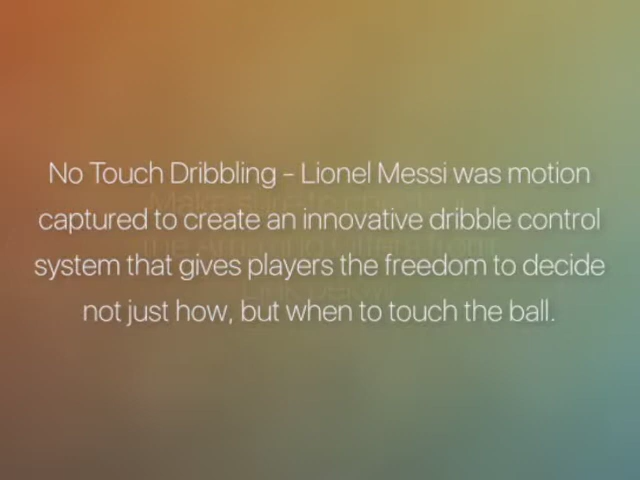 No Touch Dribbling - Lionel Messi was motion
captured to create an innovative dribble control
system that gives players the freedom to decide
not just how, but when to touch the ball.